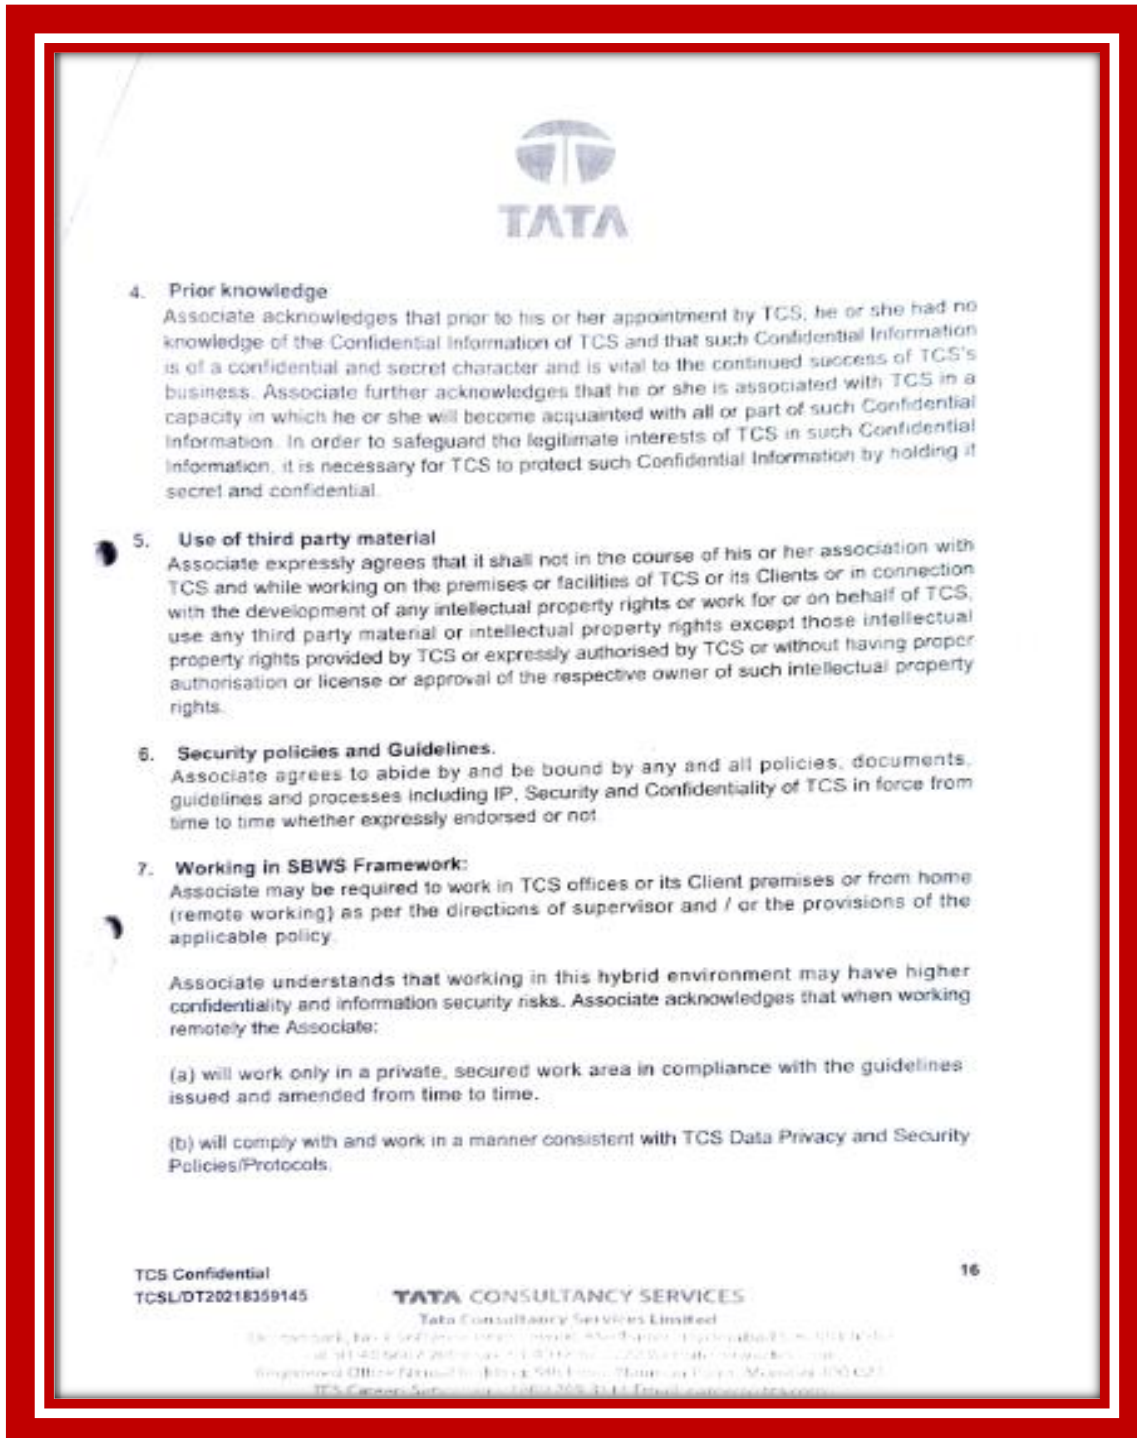 TATA
4. Prior knowledge
Associate acknowledges that prior to his or her appointment by TCS, he or she had no
knowledge of the Confidential Information of TCS and that such Confidential Information
is of a confidential and secret character and is vital to the continued success of TCS's
business. Associate further acknowledges that he or she is associated with TCS in a
capacity in which he or she will become acquainted with all or part of such Confidential
Information. In order to safeguard the legitimate interests of TCS in such Confidential
Information, it is necessary for TCS to protect such Confidential Information by holding it
secret and confidential.
5. Use of third party material
Associate expressly agrees that it shall not in the course of his or her association with
TCS and while working on the premises or facilities of TCS or its Clients or in connection
with the development of any intellectual property rights or work for or on behalf of TCS,
use any third party material or intellectual property rights except those intellectual
property rights provided by TCS or expressly authorised by TCS or without having proper
authorisation or license or approval of the respective owner of such intellectual property
rights.
6. Security policies and Guidelines.
Associate agrees to abide by and be bound by any and all policies, documents,
guidelines and processes including IP, Security and Confidentiality of TCS in force from
time to time whether expressly endorsed or not.
7. Working in SBWS Framework:
Associate may be required to work in TCS offices or its Client premises or from home
(remote working) as per the directions of supervisor and / or the provisions of the
applicable policy.
Associate understands that working in this hybrid environment may have higher
confidentiality and information security risks. Associate acknowledges that when working
remotely the Associate:
(a) will work only in a private, secured work area in compliance with the guidelines
issued and amended from time to time.
(b) will comply with and work in a manner consistent with TCS Data Privacy and Security
Policies/Protocols.
TCS Confidential 16
TCSL/DT20218359145
TATA CONSULTANCY SERVICES
Tata Consultancy Services Limited
Registered Office
TCS Careers